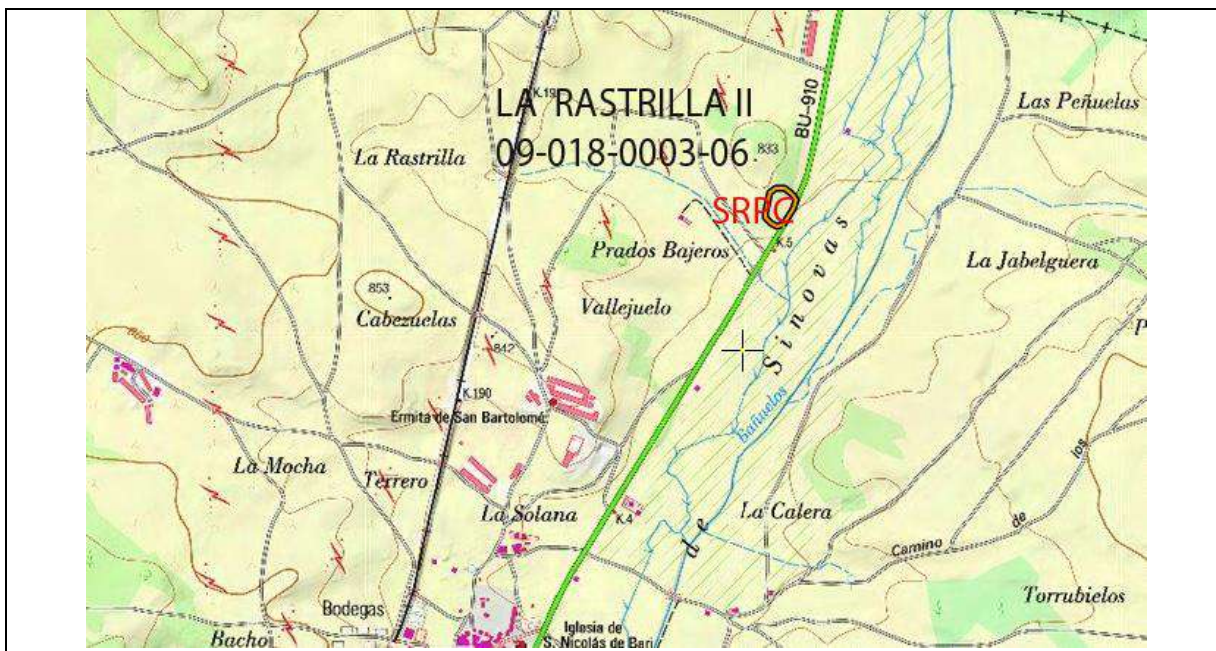 K.191
LA RASTRILLA II
09-018-0003-06
BU-910
Las Peñuelas
La Rastrilla
833
SRPC
K.5
Prados Bajeros
La Jabelguera
853
Cabezuelas
Vallejuelo
Sinovas
842
K.190
Ermita de San Bartolomé
Bañuelos
La Mocha
Terrero
La Solana
K.4
de
La Calera
Camino de los
Torrubielos
Bodegas
Bacho
Iglesia de
S. Nicolás de Bari